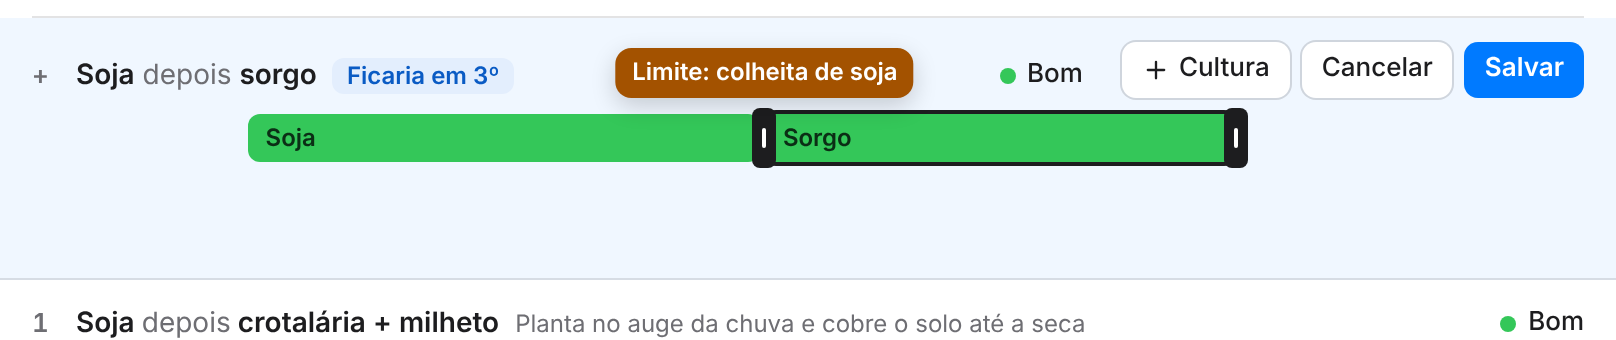 + Soja depois sorgo Ficaria em 3º
Limite: colheita de soja
Bom
+ Cultura
Cancelar
Salvar
Soja
Sorgo
1 Soja depois crotalária + milheto Planta no auge da chuva e cobre o solo até a seca
Bom